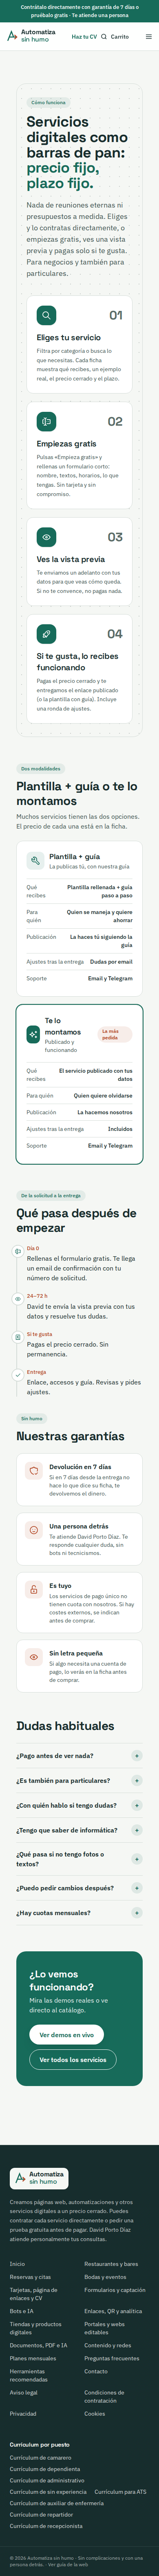 Contrátalo directamente con garantía de 7 días o
pruébalo gratis · Te atiende una persona
Automatiza
sin humo
Haz tu CV
Carrito
Cómo funciona
Servicios
digitales como
barras de pan:
precio fijo,
plazo fijo.
Nada de reuniones eternas ni
presupuestos a medida. Eliges
y lo contratas directamente, o
empiezas gratis, ves una vista
previa y pagas solo si te gusta.
Para negocios y también para
particulares.
01
Eliges tu servicio
Filtra por categoría o busca lo
que necesitas. Cada ficha
muestra qué recibes, un ejemplo
real, el precio cerrado y el plazo.
02
Empiezas gratis
Pulsas «Empieza gratis» y
rellenas un formulario corto:
nombre, textos, horarios, lo que
tengas. Sin tarjeta y sin
compromiso.
03
Ves la vista previa
Te enviamos un adelanto con tus
datos para que veas cómo queda.
Si no te convence, no pagas nada.
04
Si te gusta, lo recibes
funcionando
Pagas el precio cerrado y te
entregamos el enlace publicado
(o la plantilla con guía). Incluye
una ronda de ajustes.
Dos modalidades
Plantilla + guía o te lo
montamos
Muchos servicios tienen las dos opciones.
El precio de cada una está en la ficha.
Plantilla + guía
La publicas tú, con nuestra guía
Qué
recibes
Plantilla rellenada + guía
paso a paso
Para
quién
Quien se maneja y quiere
ahorrar
Publicación
La haces tú siguiendo la
guía
Ajustes tras la entrega
Dudas por email
Soporte
Email y Telegram
Te lo
montamos
Publicado y
funcionando
La más
pedida
Qué
recibes
El servicio publicado con tus
datos
Para quién
Quien quiere olvidarse
Publicación
La hacemos nosotros
Ajustes tras la entrega
Incluidos
Soporte
Email y Telegram
De la solicitud a la entrega
Qué pasa después de
empezar
Día 0
Rellenas el formulario gratis. Te llega
un email de confirmación con tu
número de solicitud.
24–72 h
David te envía la vista previa con tus
datos y resuelve tus dudas.
Si te gusta
Pagas el precio cerrado. Sin
permanencia.
Entrega
Enlace, accesos y guía. Revisas y pides
ajustes.
Sin humo
Nuestras garantías
Devolución en 7 días
Si en 7 días desde la entrega no
hace lo que dice su ficha, te
devolvemos el dinero.
Una persona detrás
Te atiende David Porto Díaz. Te
responde cualquier duda, sin
bots ni tecnicismos.
Es tuyo
Los servicios de pago único no
tienen cuota con nosotros. Si hay
costes externos, se indican
antes de comprar.
Sin letra pequeña
Si algo necesita una cuenta de
pago, lo verás en la ficha antes
de comprar.
Dudas habituales
¿Pago antes de ver nada?
¿Es también para particulares?
¿Con quién hablo si tengo dudas?
¿Tengo que saber de informática?
¿Qué pasa si no tengo fotos o
textos?
¿Puedo pedir cambios después?
¿Hay cuotas mensuales?
¿Lo vemos
funcionando?
Mira las demos reales o ve
directo al catálogo.
Ver demos en vivo
Ver todos los servicios
Automatiza
sin humo
Creamos páginas web, automatizaciones y otros
servicios digitales a un precio cerrado. Puedes
contratar cada servicio directamente o pedir una
prueba gratuita antes de pagar. David Porto Díaz
atiende personalmente tus consultas.
Inicio
Restaurantes y bares
Reservas y citas
Bodas y eventos
Tarjetas, página de
enlaces y CV
Formularios y captación
Bots e IA
Enlaces, QR y analítica
Tiendas y productos
digitales
Portales y webs
editables
Documentos, PDF e IA
Contenido y redes
Planes mensuales
Preguntas frecuentes
Herramientas
recomendadas
Contacto
Aviso legal
Condiciones de
contratación
Privacidad
Cookies
Currículum por puesto
Currículum de camarero
Currículum de dependienta
Currículum de administrativo
Currículum de sin experiencia
Currículum para ATS
Currículum de auxiliar de enfermería
Currículum de repartidor
Currículum de recepcionista
© 2026 Automatiza sin humo · Sin complicaciones y con una
persona detrás. · Ver guía de la web